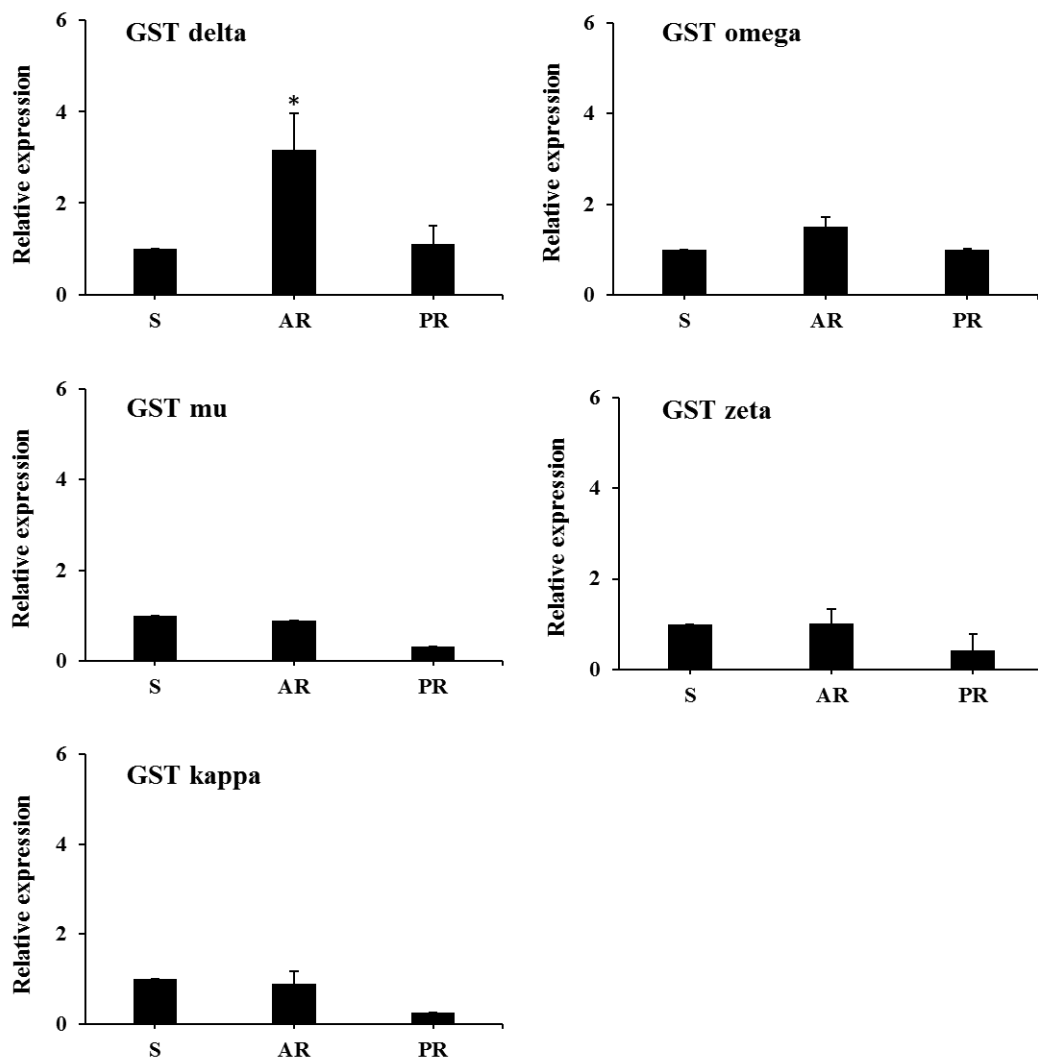 GST delta
Relative expression
6
4
2
0
*
S AR PR
GST omega
Relative expression
6
4
2
0
S AR PR
GST mu
Relative expression
6
4
2
0
S AR PR
GST zeta
Relative expression
6
4
2
0
S AR PR
GST kappa
Relative expression
6
4
2
0
S AR PR